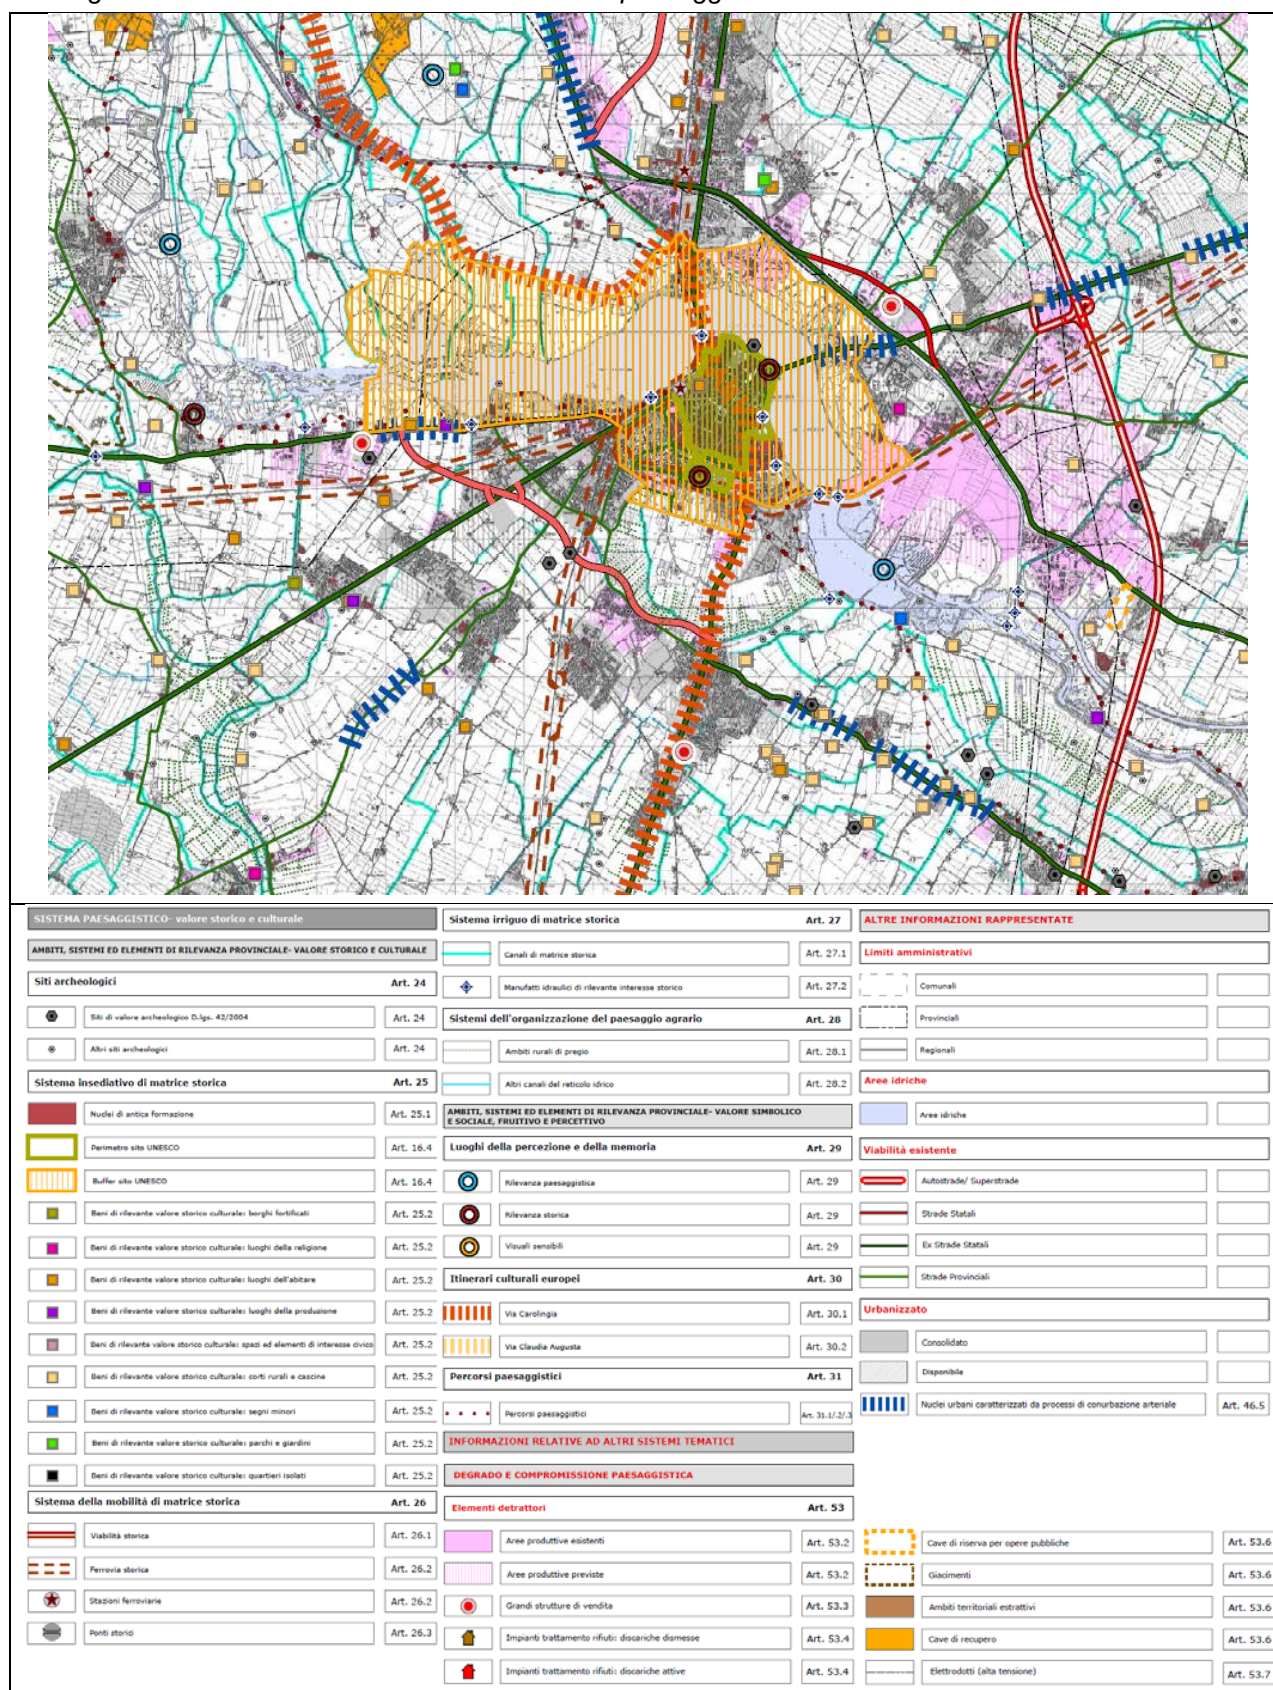 SISTEMA PAESAGGISTICO- valore storico e culturale
AMBITI, SISTEMI ED ELEMENTI DI RILEVANZA PROVINCIALE- VALORE STORICO E CULTURALE
Siti archeologici Art. 24
Siti di valore archeologico D.lgs. 42/2004 Art. 24
Altri siti archeologici Art. 24
Sistema insediativo di matrice storica Art. 25
Nuclei di antica formazione Art. 25.1
Perimetro sito UNESCO Art. 16.4
Buffer sito UNESCO Art. 16.4
Beni di rilevante valore storico culturale: borghi fortificati Art. 25.2
Beni di rilevante valore storico culturale: luoghi della religione Art. 25.2
Beni di rilevante valore storico culturale: luoghi dell'abitare Art. 25.2
Beni di rilevante valore storico culturale: luoghi della produzione Art. 25.2
Beni di rilevante valore storico culturale: spazi ed elementi di interesse civico Art. 25.2
Beni di rilevante valore storico culturale: corti rurali e cascine Art. 25.2
Beni di rilevante valore storico culturale: segni minori Art. 25.2
Beni di rilevante valore storico culturale: parchi e giardini Art. 25.2
Beni di rilevante valore storico culturale: quartieri isolati Art. 25.2
Sistema della mobilità di matrice storica Art. 26
Viabilità storica Art. 26.1
Ferrovia storica Art. 26.2
Stazioni ferroviarie Art. 26.2
Ponti storici Art. 26.3
Sistema irriguo di matrice storica Art. 27
Canali di matrice storica Art. 27.1
Manufatti idraulici di rilevante interesse storico Art. 27.2
Sistemi dell'organizzazione del paesaggio agrario Art. 28
Ambiti rurali di pregio Art. 28.1
Altri canali del reticolo idrico Art. 28.2
AMBITI, SISTEMI ED ELEMENTI DI RILEVANZA PROVINCIALE- VALORE SIMBOLICO
E SOCIALE, FRUITIVO E PERCETTIVO
Luoghi della percezione e della memoria Art. 29
Rilevanza paesaggistica Art. 29
Rilevanza storica Art. 29
Visuali sensibili Art. 29
Itinerari culturali europei Art. 30
Via Carolingia Art. 30.1
Via Claudia Augusta Art. 30.2
Percorsi paesaggistici Art. 31
Percorsi paesaggistici Art. 31.1/.2/.3
INFORMAZIONI RELATIVE AD ALTRI SISTEMI TEMATICI
DEGRADO E COMPROMISSIONE PAESAGGISTICA
Elementi detrattori Art. 53
Aree produttive esistenti Art. 53.2
Aree produttive previste Art. 53.2
Grandi strutture di vendita Art. 53.3
Impianti trattamento rifiuti: discariche dismesse Art. 53.4
Impianti trattamento rifiuti: discariche attive Art. 53.4
ALTRE INFORMAZIONI RAPPRESENTATE
Limiti amministrativi
Comunali
Provinciali
Regionali
Aree idriche
Aree idriche
Viabilità esistente
Autostrade/ Superstrade
Strade Statali
Ex Strade Statali
Strade Provinciali
Urbanizzato
Consolidato
Disponibile
Nuclei urbani caratterizzati da processi di conurbazione arteriale Art. 46.5
Cave di riserva per opere pubbliche Art. 53.6
Giacimenti Art. 53.6
Ambiti territoriali estrattivi Art. 53.6
Cave di recupero Art. 53.6
Elettrodotti (alta tensione) Art. 53.7